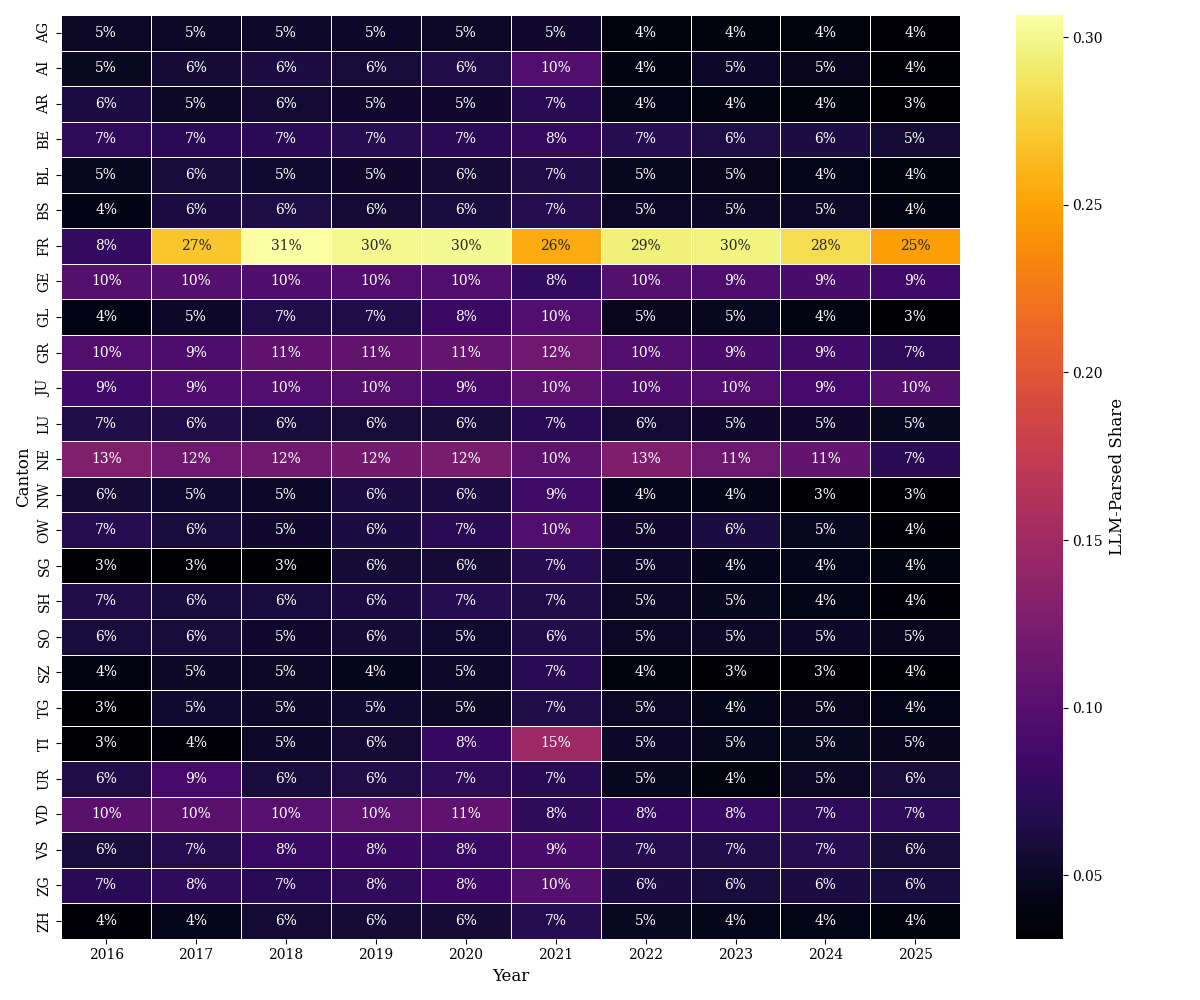 AG 5% 5% 5% 5% 5% 5% 4% 4% 4% 4%
AI 5% 6% 6% 6% 6% 10% 4% 5% 5% 4%
AR 6% 5% 6% 5% 5% 7% 4% 4% 4% 3%
BE 7% 7% 7% 7% 7% 8% 7% 6% 6% 5%
BL 5% 6% 5% 5% 6% 7% 5% 5% 4% 4%
BS 4% 6% 6% 6% 6% 7% 5% 5% 5% 4%
FR 8% 27% 31% 30% 30% 26% 29% 30% 28% 25%
GE 10% 10% 10% 10% 10% 8% 10% 9% 9% 9%
GL 4% 5% 7% 7% 8% 10% 5% 5% 4% 3%
GR 10% 9% 11% 11% 11% 12% 10% 9% 9% 7%
JU 9% 9% 10% 10% 9% 10% 10% 10% 9% 10%
LU 7% 6% 6% 6% 6% 7% 6% 5% 5% 5%
NE 13% 12% 12% 12% 12% 10% 13% 11% 11% 7%
NW 6% 5% 5% 6% 6% 9% 4% 4% 3% 3%
OW 7% 6% 5% 6% 7% 10% 5% 6% 5% 4%
SG 3% 3% 3% 6% 6% 7% 5% 4% 4% 4%
SH 7% 6% 6% 6% 7% 7% 5% 5% 4% 4%
SO 6% 6% 5% 6% 5% 6% 5% 5% 5% 5%
SZ 4% 5% 5% 4% 5% 7% 4% 3% 3% 4%
TG 3% 5% 5% 5% 5% 7% 5% 4% 5% 4%
TI 3% 4% 5% 6% 8% 15% 5% 5% 5% 5%
UR 6% 9% 6% 6% 7% 7% 5% 4% 5% 6%
VD 10% 10% 10% 10% 11% 8% 8% 8% 7% 7%
VS 6% 7% 8% 8% 8% 9% 7% 7% 7% 6%
ZG 7% 8% 7% 8% 8% 10% 6% 6% 6% 6%
ZH 4% 4% 6% 6% 6% 7% 5% 4% 4% 4%
2016 2017 2018 2019 2020 2021 2022 2023 2024 2025
Year
Canton
0.30
0.25
0.20
0.15
0.10
0.05
LLM-Parsed Share